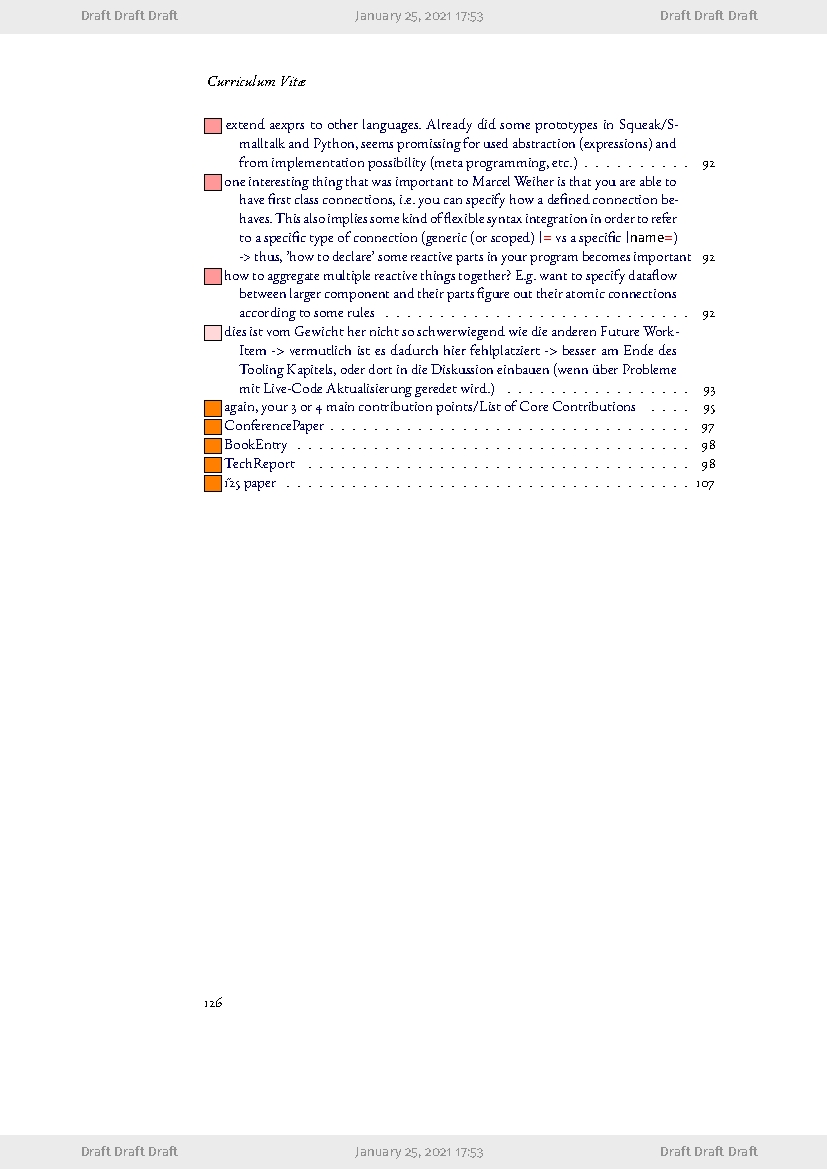 Draft Draft Draft January 25, 2021 17:53 Draft Draft Draft
Curriculum Vitæ
extend aexprs to other languages. Already did some prototypes in Squeak/S-
malltalk and Python, seems promissing for used abstraction (expressions) and
from implementation possibility (meta programming, etc.) . . . . . . . . . . 92
one interesting thing that was important to Marcel Weiher is that you are able to
have first class connections, i.e. you can specify how a defined connection be-
haves. This also implies some kind of flexible syntax integration in order to refer
to a specific type of connection (generic (or scoped) |= vs a specific |name=)
-> thus, 'how to declare' some reactive parts in your program becomes important 92
how to aggregate multiple reactive things together? E.g. want to specify dataflow
between larger component and their parts figure out their atomic connections
according to some rules . . . . . . . . . . . . . . . . . . . . . . . . . . . . 92
dies ist vom Gewicht her nicht so schwerwiegend wie die anderen Future Work-
Item -> vermutlich ist es dadurch hier fehlplatziert -> besser am Ende des
Tooling Kapitels, oder dort in die Diskussion einbauen (wenn über Probleme
mit Live-Code Aktualisierung geredet wird.) . . . . . . . . . . . . . . . . . 93
again, your 3 or 4 main contribution points/List of Core Contributions . . . . 95
ConferencePaper . . . . . . . . . . . . . . . . . . . . . . . . . . . . . . . . . 97
BookEntry . . . . . . . . . . . . . . . . . . . . . . . . . . . . . . . . . . . . 98
TechReport . . . . . . . . . . . . . . . . . . . . . . . . . . . . . . . . . . . 98
f25 paper . . . . . . . . . . . . . . . . . . . . . . . . . . . . . . . . . . . . . 107
126
Draft Draft Draft January 25, 2021 17:53 Draft Draft Draft